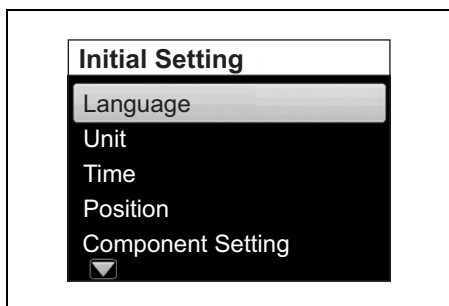 Initial Setting
Language
Unit
Time
Position
Component Setting